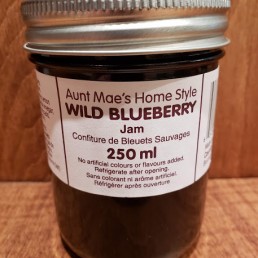 Aunt Mae's Home Style
WILD BLUEBERRY
Jam
Confiture de Bleuets Sauvages
250 ml
No artificial colours or flavours added.
Refrigerate after opening.
Sans colorant ni arôme artificial.
Réfrigérer après ouverture